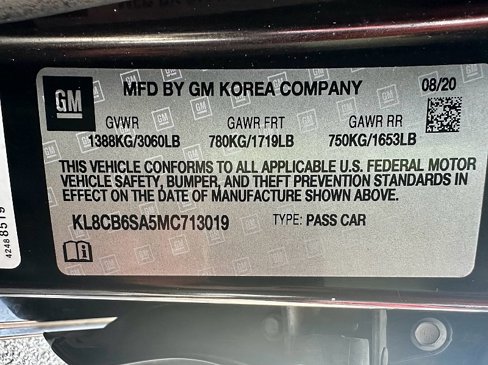 GM
MFD BY GM KOREA COMPANY
08/20
GVWR GAWR FRT GAWR RR
1388KG/3060LB 780KG/1719LB 750KG/1653LB
THIS VEHICLE CONFORMS TO ALL APPLICABLE U.S. FEDERAL MOTOR
VEHICLE SAFETY, BUMPER, AND THEFT PREVENTION STANDARDS IN
EFFECT ON THE DATE OF MANUFACTURE SHOWN ABOVE.
KL8CB6SA5MC713019 TYPE: PASS CAR
4248 8519